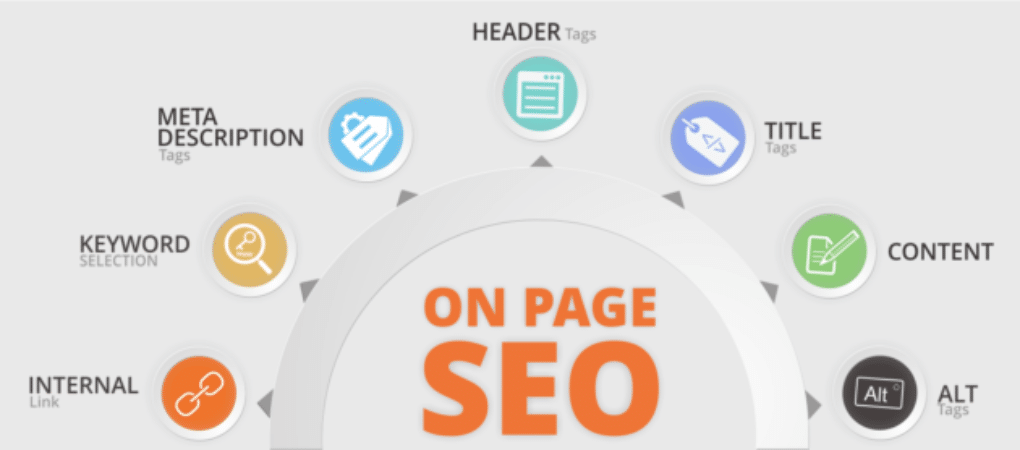 HEADER Tags
META
DESCRIPTION
Tags
TITLE
Tags
KEYWORD
SELECTION
CONTENT
ON PAGE
SEO
INTERNAL
Link
Alt
ALT
Tags